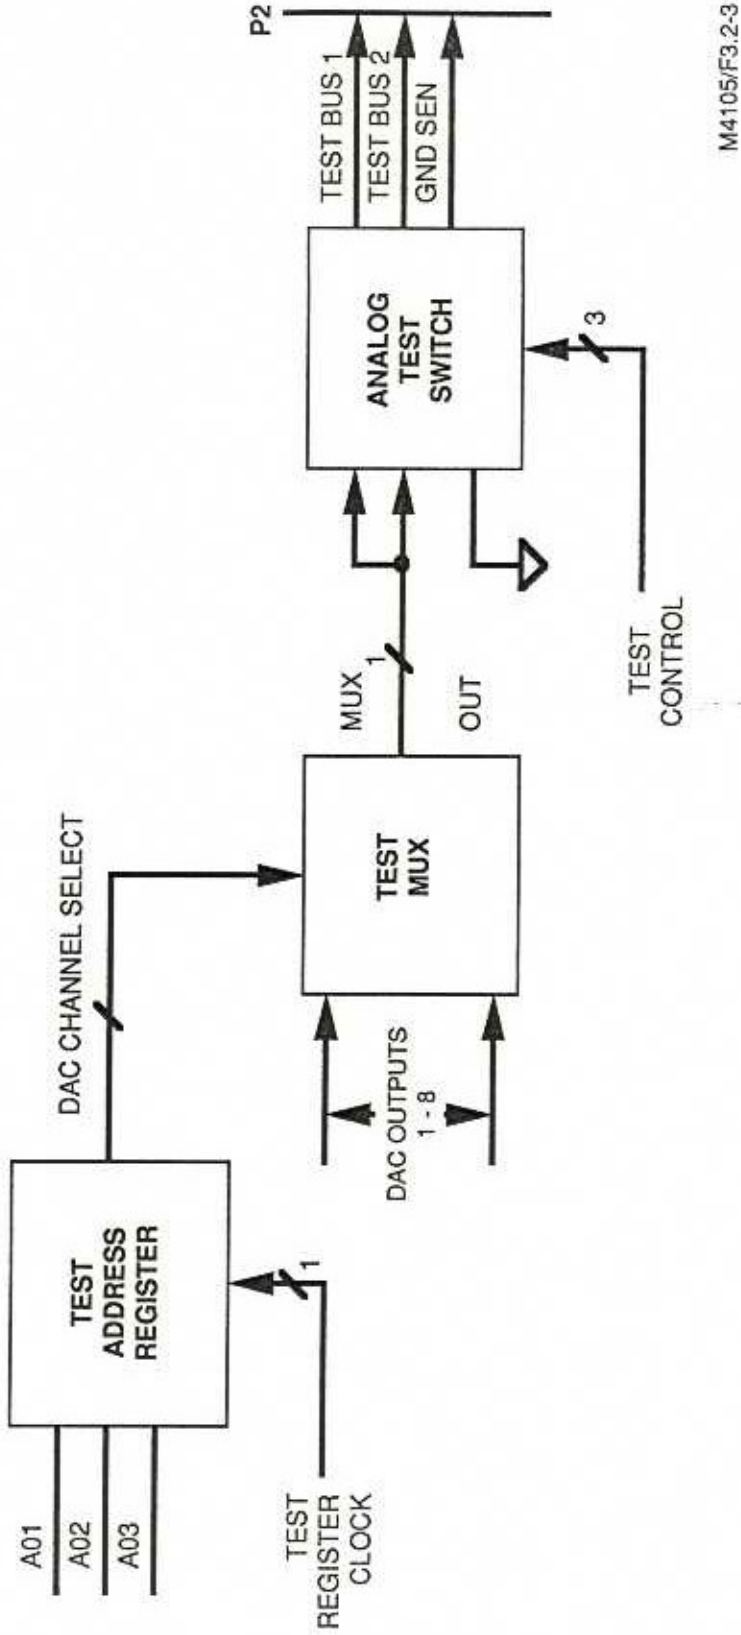 A01
A02
A03
TEST
ADDRESS
REGISTER
TEST
REGISTER
CLOCK
1
DAC CHANNEL SELECT
DAC OUTPUTS
1 - 8
TEST
MUX
MUX
1
OUT
ANALOG
TEST
SWITCH
TEST
CONTROL
3
TEST BUS 1
TEST BUS 2
GND SEN
P2
M4105/F3.2-3